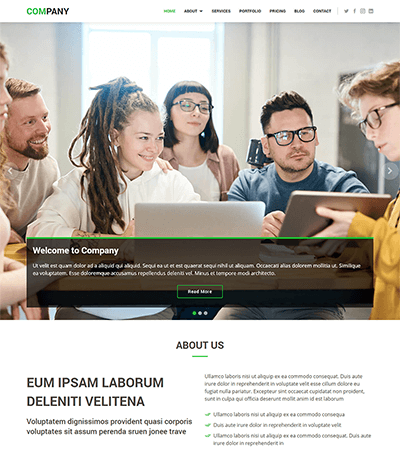 COMPANY
HOME ABOUT SERVICES PORTFOLIO PRICING BLOG CONTACT
Welcome to Company
Ut velit est quam dolor ad a aliquid qui aliquid. Sequi ea ut et est quaerat sequi nihil ut aliquam. Occaecati alias dolorem mollitia ut. Similique
ea voluptatem. Esse doloremque accusamus repellendus deleniti vel. Minus et tempore modi architecto.
Read More
ABOUT US
EUM IPSAM LABORUM
DELENITI VELITENA
Voluptatem dignissimos provident quasi corporis
voluptates sit assum perenda sruen jonee trave
Ullamco laboris nisi ut aliquip ex ea commodo consequat. Duis aute
irure dolor in reprehenderit in voluptate velit esse cillum dolore eu
fugiat nulla pariatur. Excepteur sint occaecat cupidatat non proident,
sunt in culpa qui officia deserunt mollit anim id est laborum
Ullamco laboris nisi ut aliquip ex ea commodo consequa
Duis aute irure dolor in reprehenderit in voluptate velit
Ullamco laboris nisi ut aliquip ex ea commodo consequat. Duis aute
irure dolor in reprehenderit in